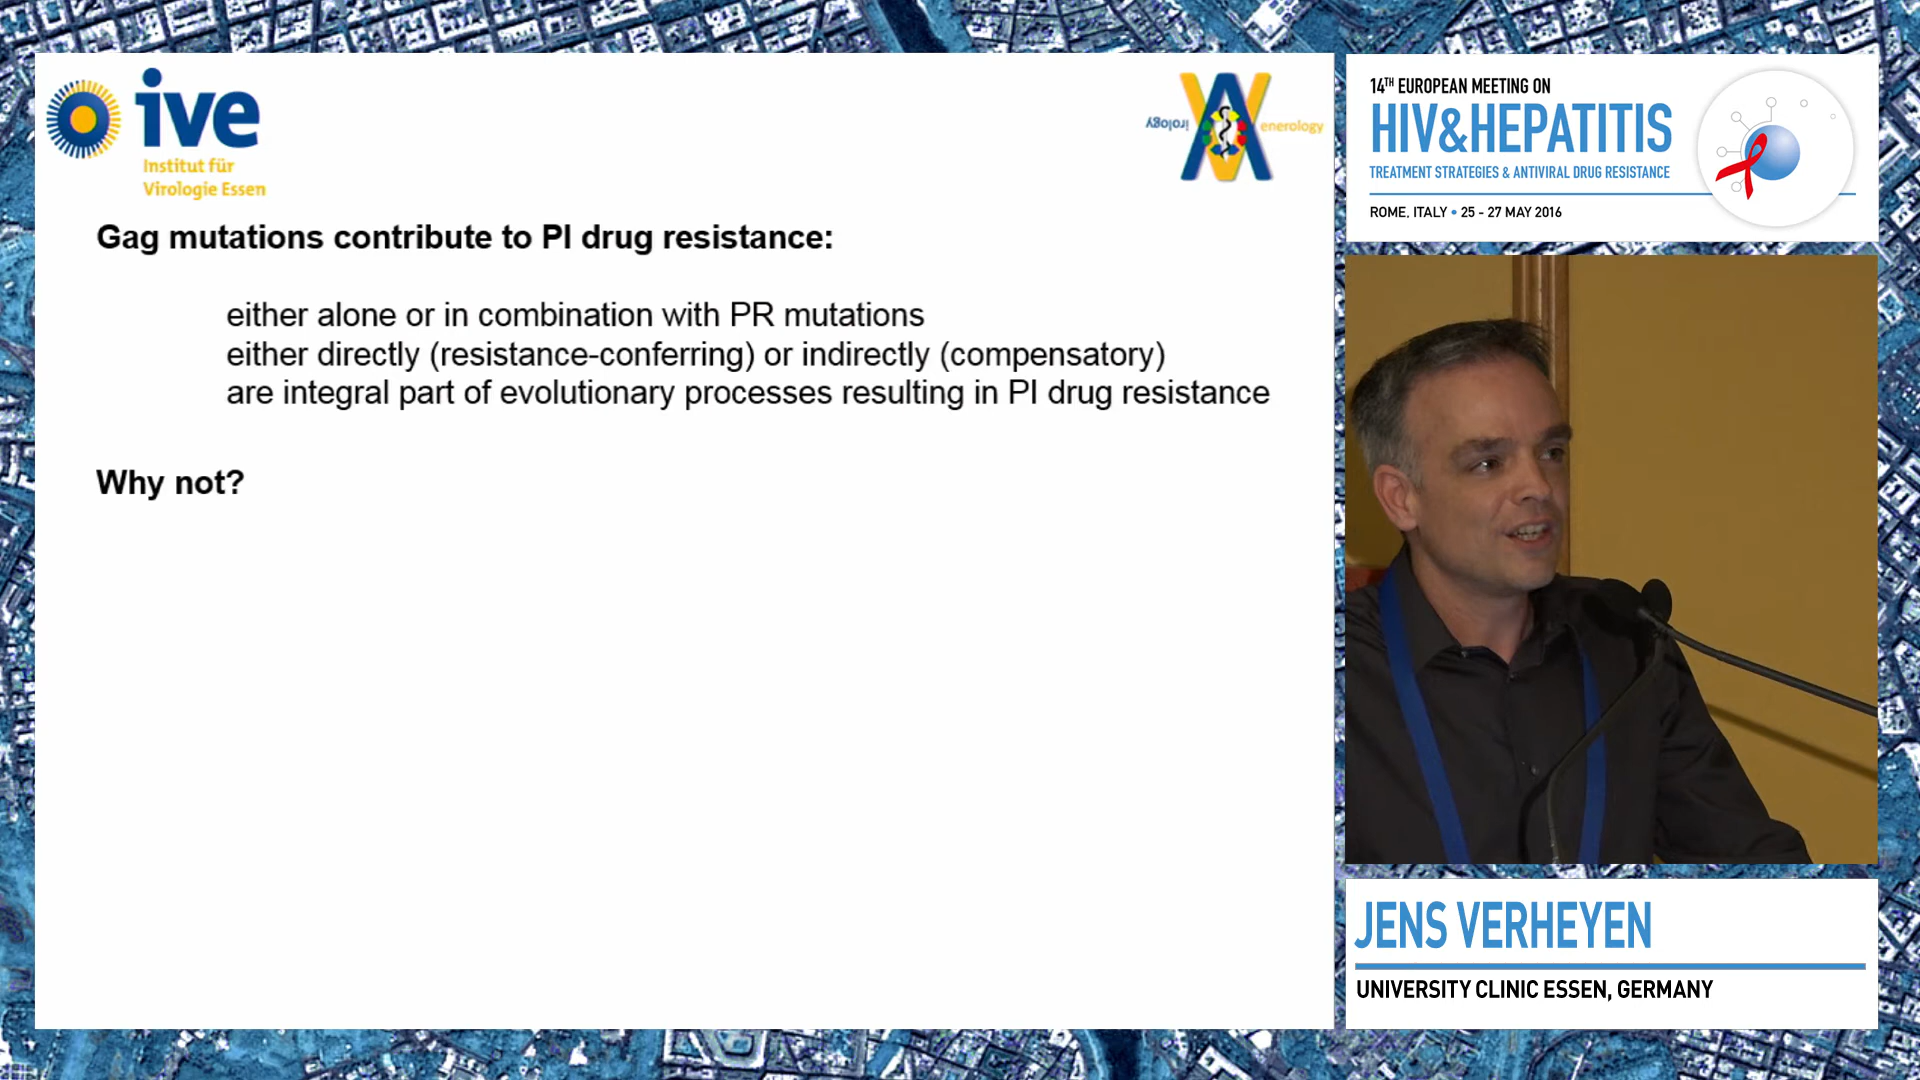 ive
Institut für
Virologie Essen
irology
enerology
Gag mutations contribute to PI drug resistance:
either alone or in combination with PR mutations
either directly (resistance-conferring) or indirectly (compensatory)
are integral part of evolutionary processes resulting in PI drug resistance
Why not?
14TH EUROPEAN MEETING ON
HIV&HEPATITIS
TREATMENT STRATEGIES & ANTIVIRAL DRUG RESISTANCE
ROME, ITALY • 25 - 27 MAY 2016
JENS VERHEYEN
UNIVERSITY CLINIC ESSEN, GERMANY